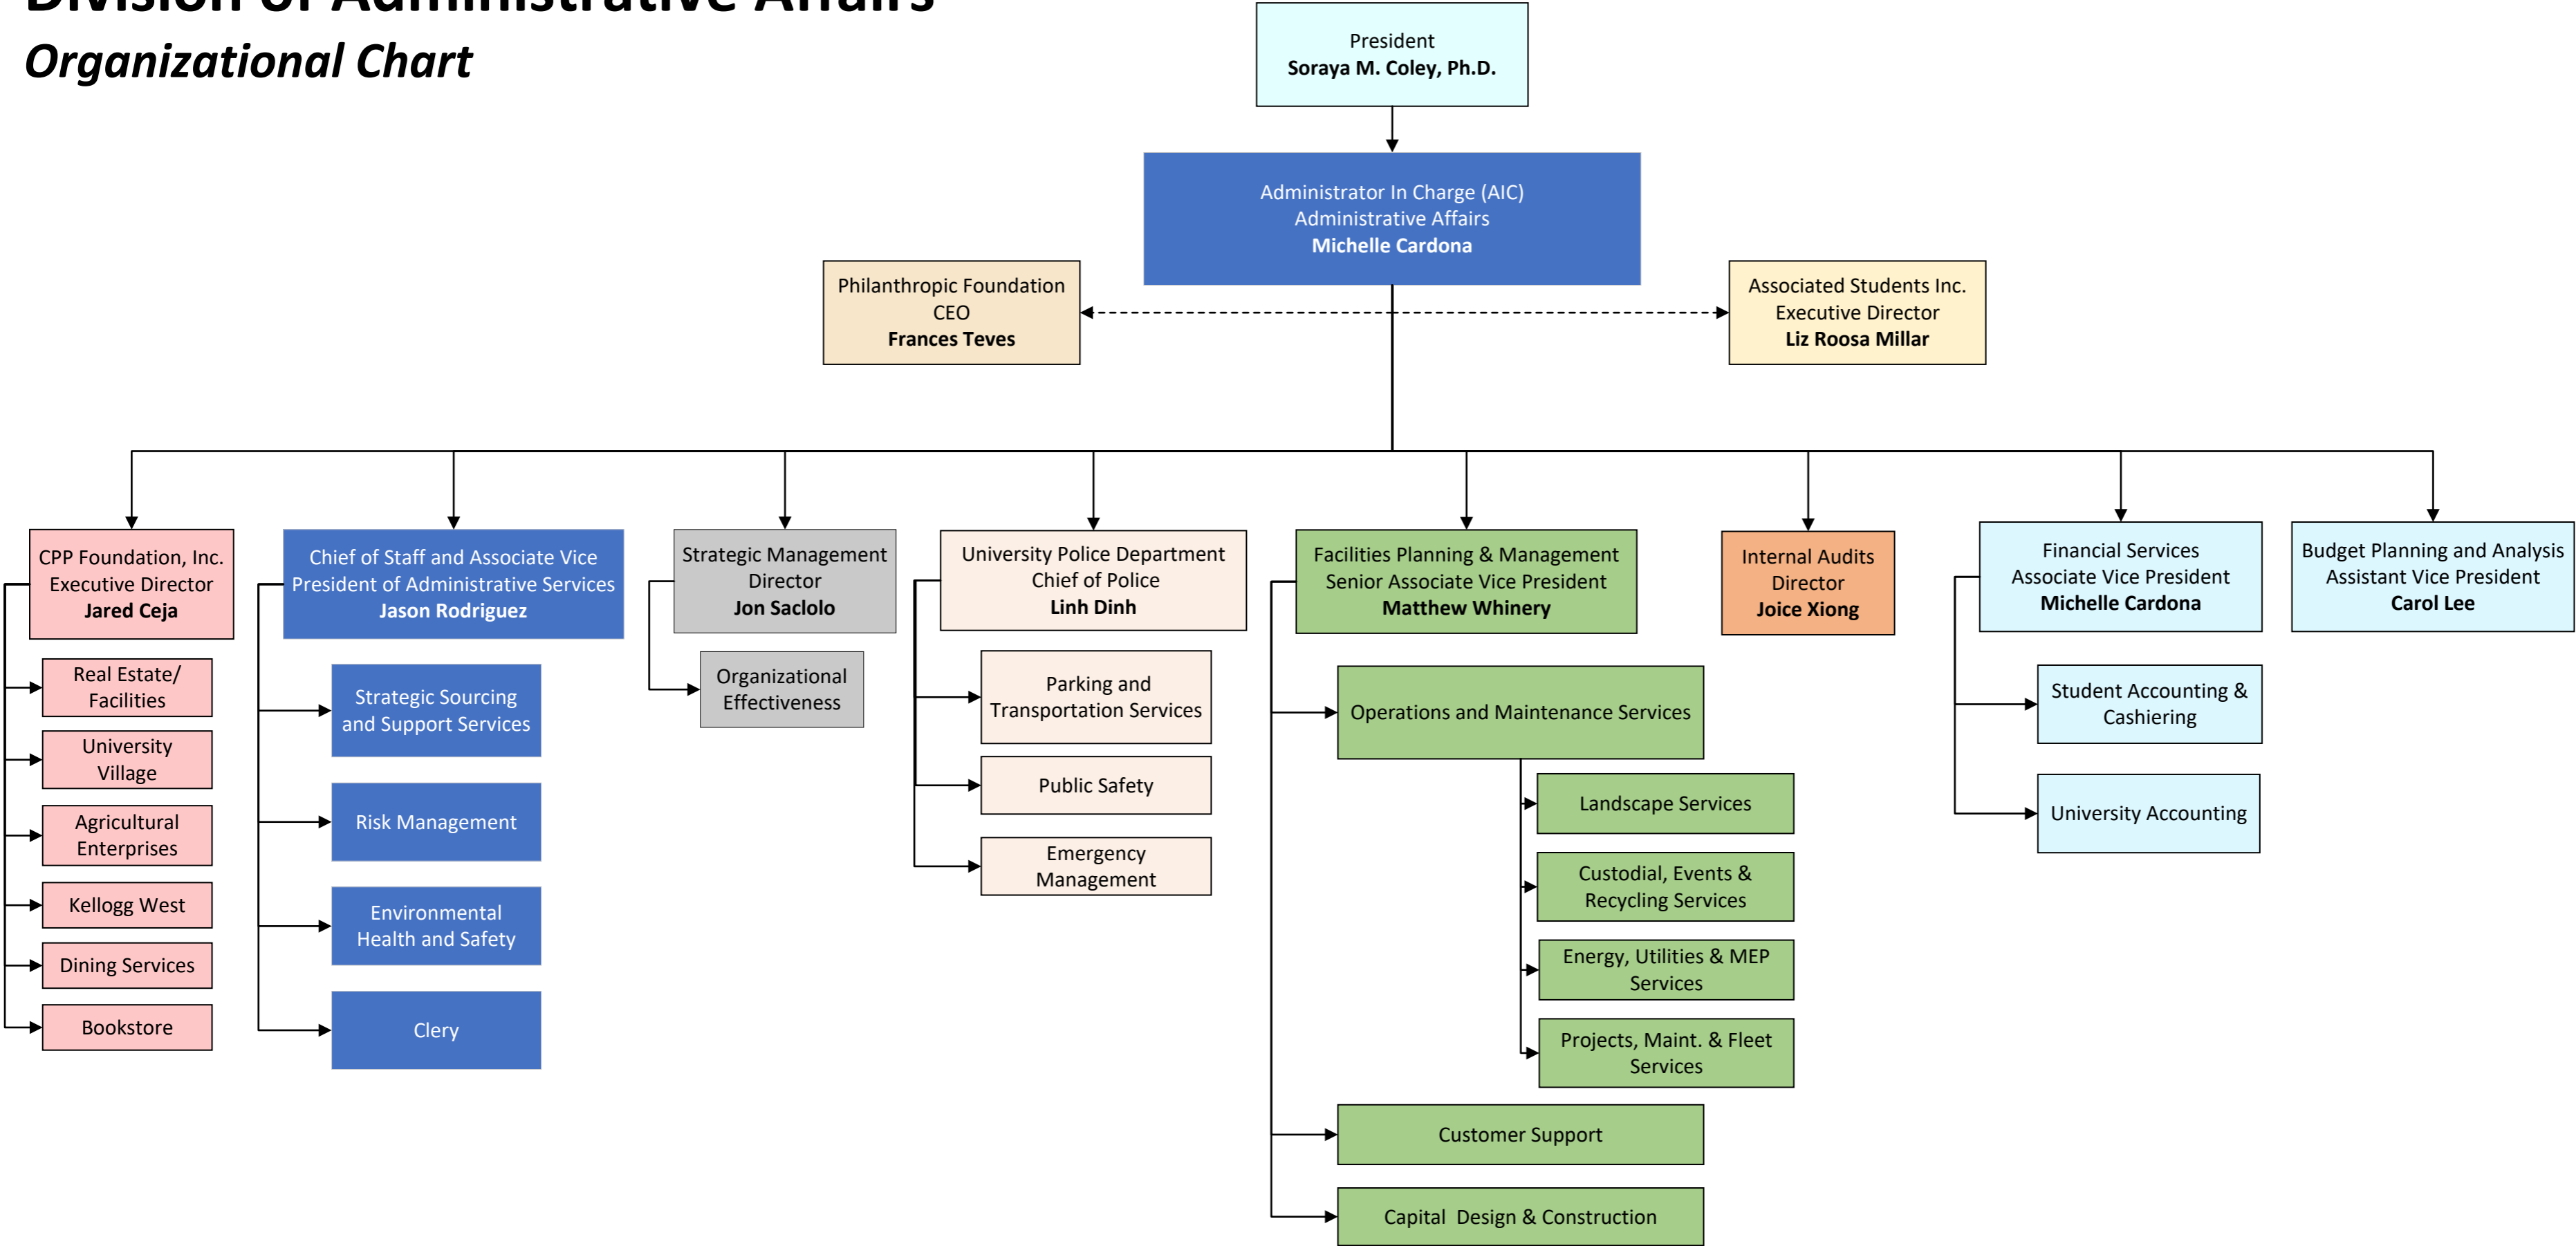 Division of Administrative Affairs
Organizational Chart
President
Soraya M. Coley, Ph.D.
Administrator In Charge (AIC)
Administrative Affairs
Michelle Cardona
Philanthropic Foundation
CEO
Frances Teves
Associated Students Inc.
Executive Director
Liz Roosa Millar
CPP Foundation, Inc.
Executive Director
Jared Ceja
Real Estate/
Facilities
University
Village
Agricultural
Enterprises
Kellogg West
Dining Services
Bookstore
Chief of Staff and Associate Vice
President of Administrative Services
Jason Rodriguez
Strategic Sourcing
and Support Services
Risk Management
Environmental
Health and Safety
Clery
Strategic Management
Director
Jon Saclolo
Organizational
Effectiveness
University Police Department
Chief of Police
Linh Dinh
Parking and
Transportation Services
Public Safety
Emergency
Management
Facilities Planning & Management
Senior Associate Vice President
Matthew Whinery
Operations and Maintenance Services
Landscape Services
Custodial, Events &
Recycling Services
Energy, Utilities & MEP
Services
Projects, Maint. & Fleet
Services
Customer Support
Capital  Design & Construction
Internal Audits
Director
Joice Xiong
Financial Services
Associate Vice President
Michelle Cardona
Student Accounting &
Cashiering
University Accounting
Budget Planning and Analysis
Assistant Vice President
Carol Lee